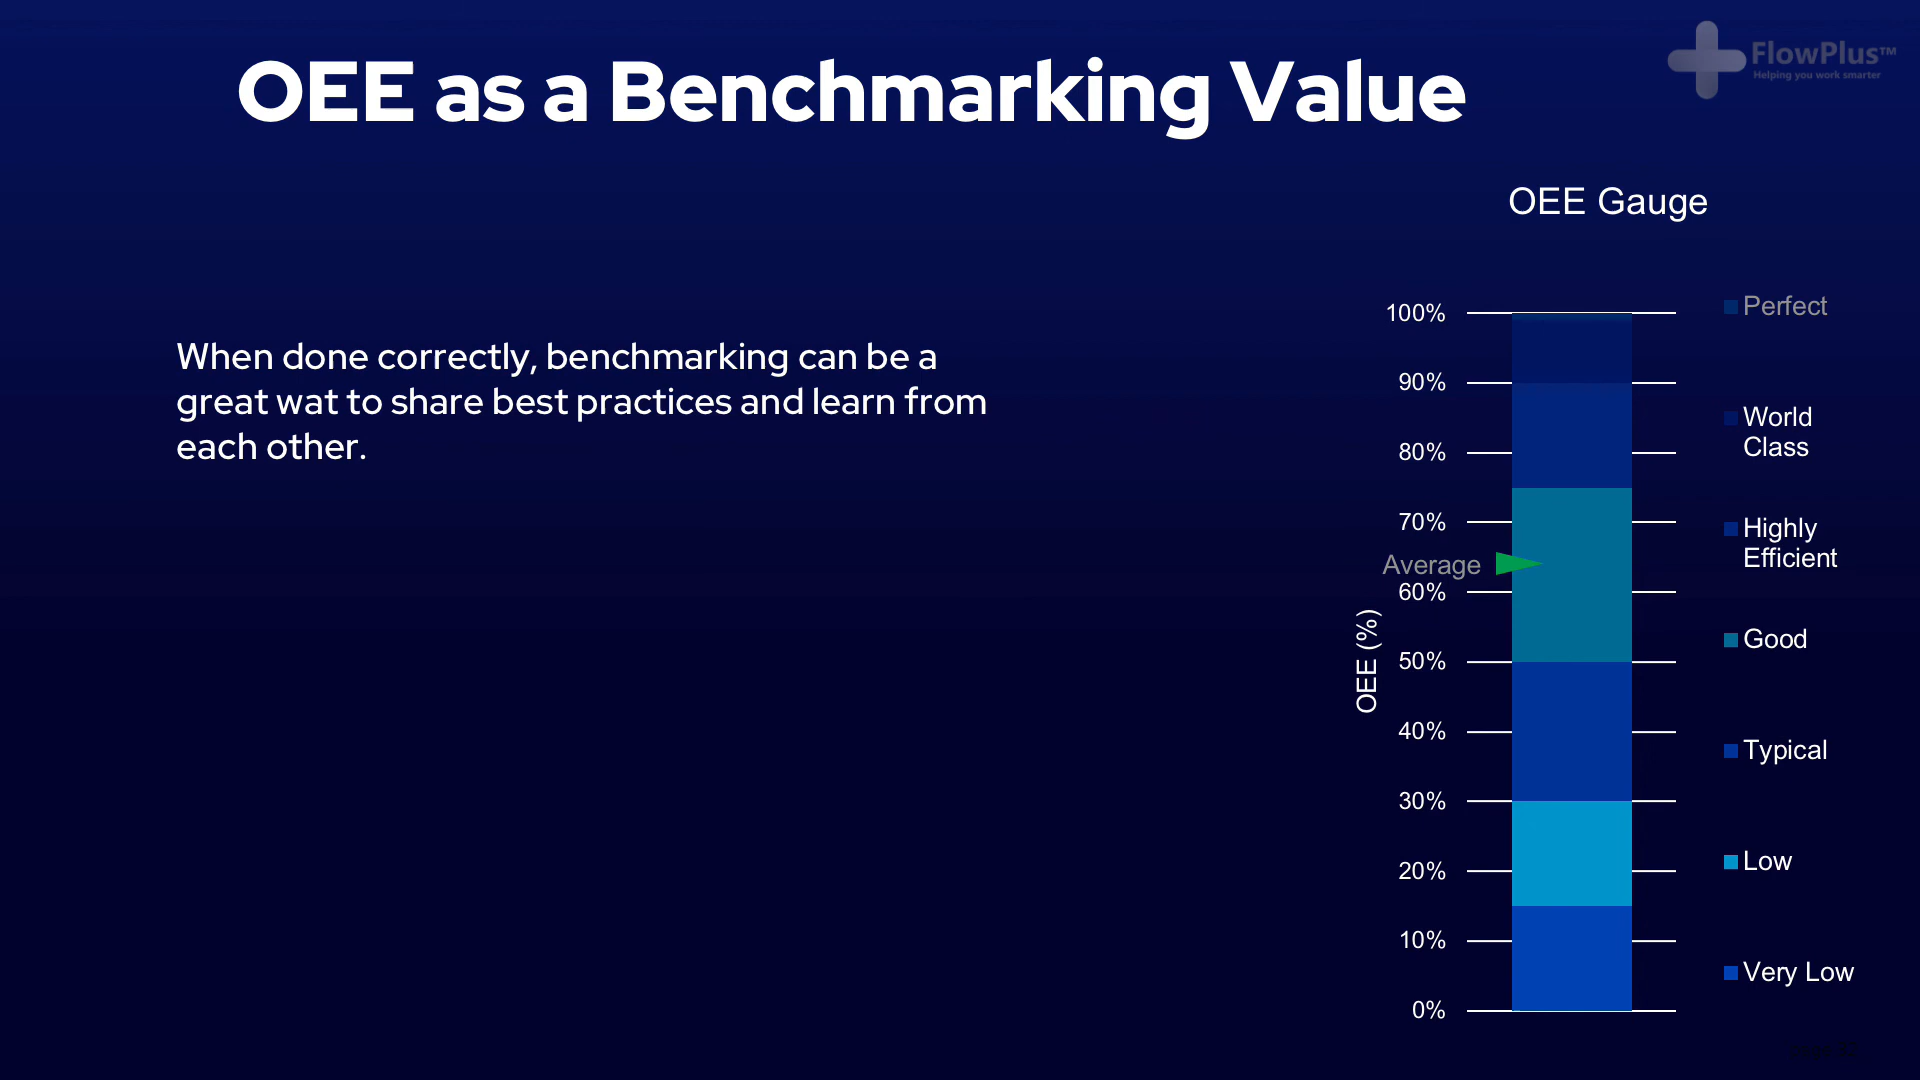 OEE as a Benchmarking Value
FlowPlus™
Helping you work smarter
When done correctly, benchmarking can be a
great wat to share best practices and learn from
each other.
OEE Gauge
100%
90%
80%
70%
Average
60%
50%
40%
30%
20%
10%
0%
OEE (%)
Perfect
World
Class
Highly
Efficient
Good
Typical
Low
Very Low